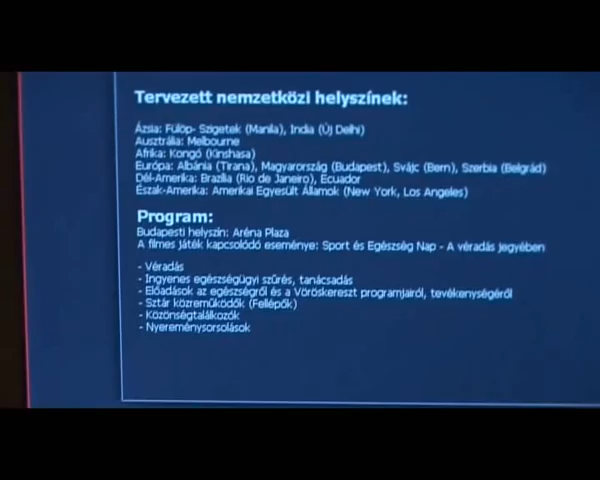 Tervezett nemzetközi helyszínek:
Ázsia: Fülöp- Szigetek (Manila), India (Új Delhi)
Ausztrália: Melbourne
Afrika: Kongó (Kinshasa)
Európa: Albánia (Tirana), Magyarország (Budapest), Svájc (Bern), Szerbia (Belgrád)
Dél-Amerika: Brazília (Rio de Janeiro), Ecuador
Észak-Amerika: Amerikai Egyesült Államok (New York, Los Angeles)
Program:
Budapesti helyszín: Aréna Plaza
A filmes játék kapcsolódó eseménye: Sport és Egészség Nap - A véradás jegyében
- Véradás
- Ingyenes egészségügyi szűrés, tanácsadás
- Előadások az egészségről és a Vöröskereszt programjairól, tevékenységéről
- Sztár közreműködők (Fellépők)
- Közönségtalálkozók
- Nyereménysorsolások